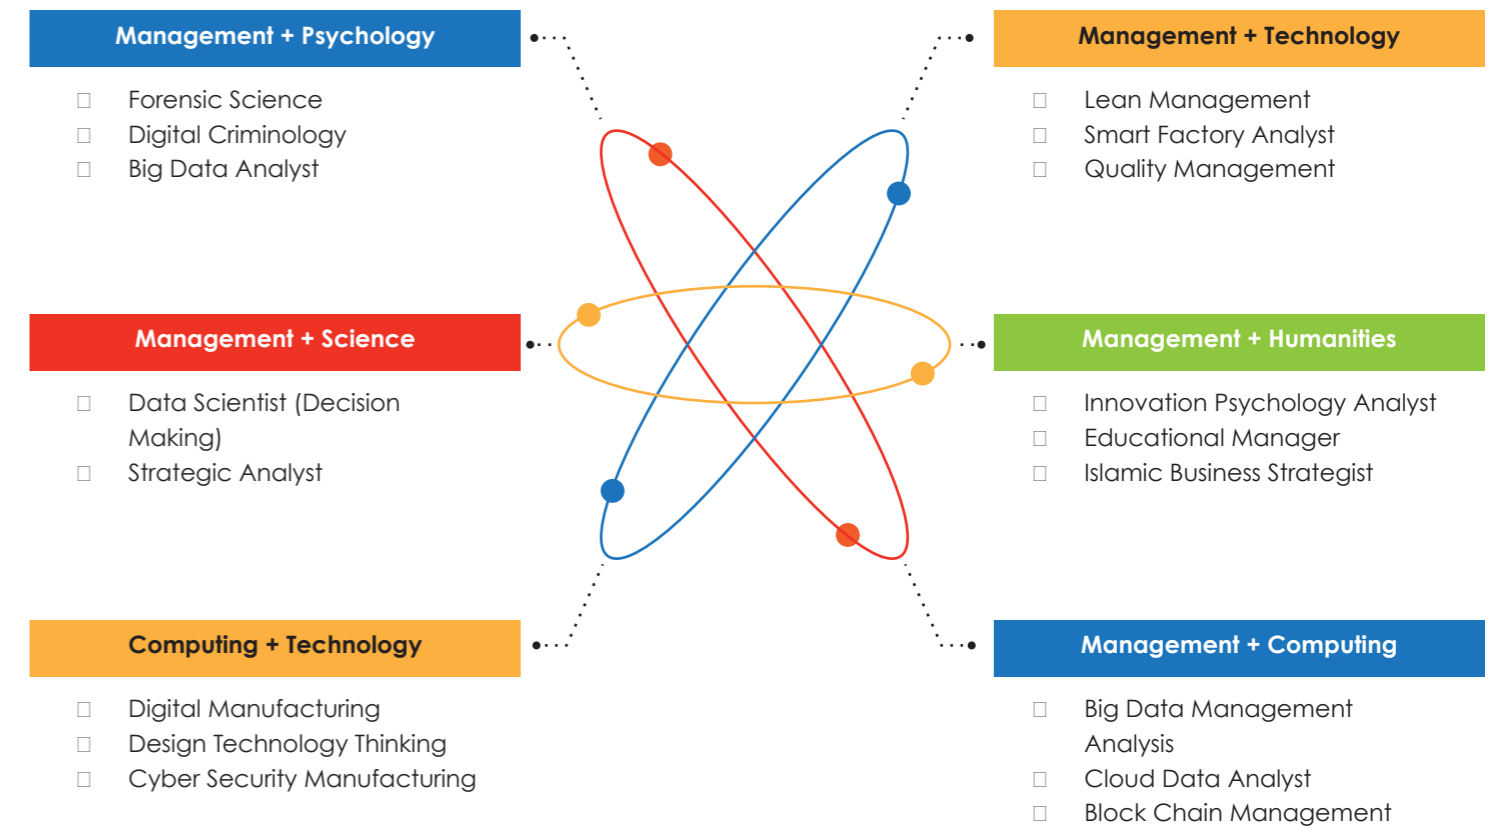 Management + Psychology
Forensic Science
Digital Criminology
Big Data Analyst
Management + Technology
Lean Management
Smart Factory Analyst
Quality Management
Management + Science
Data Scientist (Decision
Making)
Strategic Analyst
Management + Humanities
Innovation Psychology Analyst
Educational Manager
Islamic Business Strategist
Computing + Technology
Digital Manufacturing
Design Technology Thinking
Cyber Security Manufacturing
Management + Computing
Big Data Management
Analysis
Cloud Data Analyst
Block Chain Management